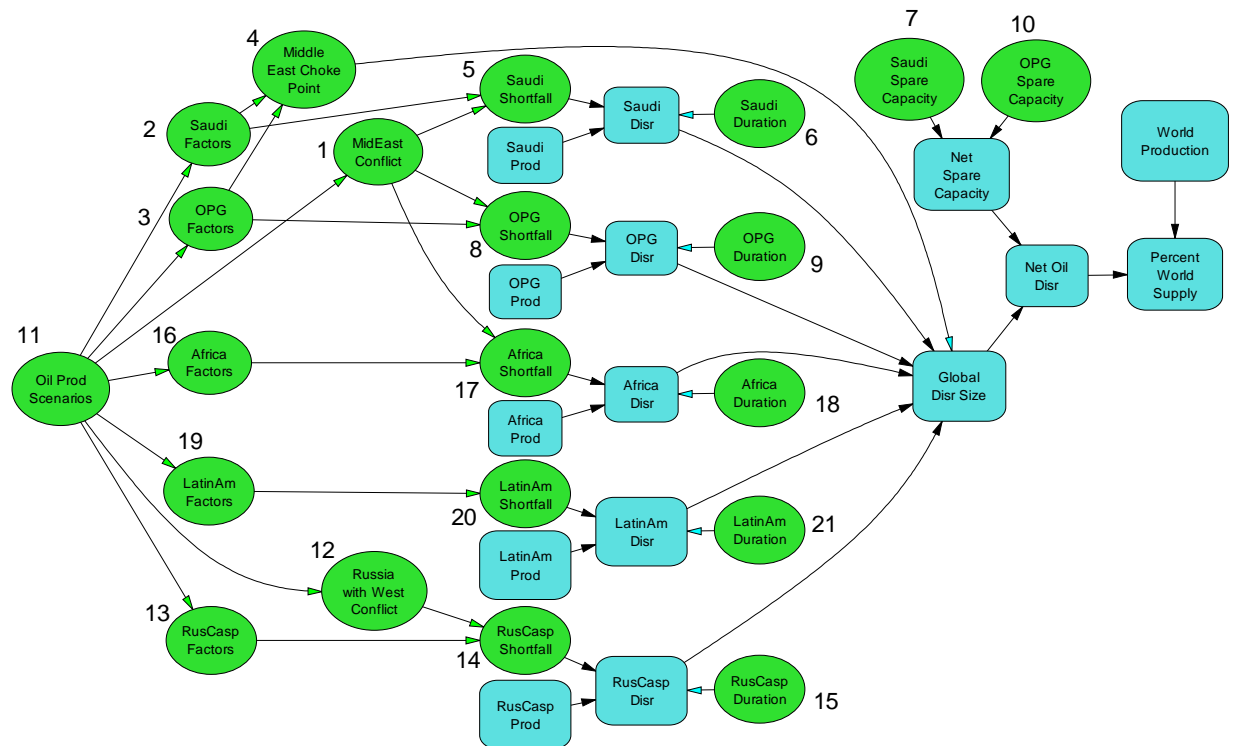 7
10
4
Middle
East Choke
Point
5
Saudi
Shortfall
Saudi
Disr
Saudi
Duration
6
Saudi
Spare
Capacity
OPG
Spare
Capacity
2
Saudi
Factors
1
MidEast
Conflict
Saudi
Prod
Net
Spare
Capacity
World
Production
3
OPG
Factors
OPG
Shortfall
8
OPG
Disr
OPG
Duration
9
OPG
Prod
Net Oil
Disr
Percent
World
Supply
11
Oil Prod
Scenarios
16
Africa
Factors
Africa
Shortfall
17
Africa
Disr
Africa
Duration
18
Africa
Prod
Global
Disr Size
19
LatinAm
Factors
LatinAm
Shortfall
20
LatinAm
Disr
LatinAm
Duration
21
LatinAm
Prod
12
Russia
with West
Conflict
13
RusCasp
Factors
RusCasp
Shortfall
14
RusCasp
Disr
RusCasp
Duration
15
RusCasp
Prod